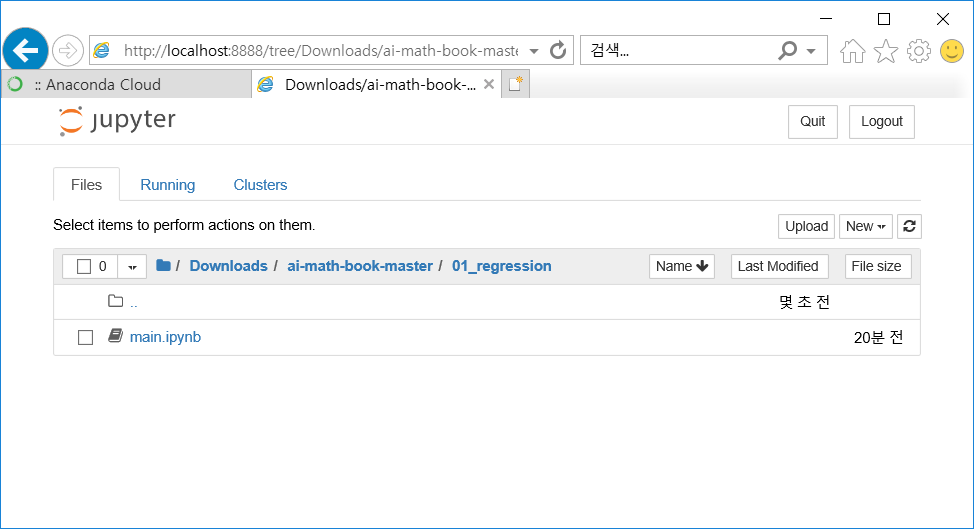 http://localhost:8888/tree/Downloads/ai-math-book-maste
검색...
:: Anaconda Cloud
Downloads/ai-math-book-...
jupyter
Quit
Logout
Files
Running
Clusters
Select items to perform actions on them.
Upload
New
0
/ Downloads / ai-math-book-master / 01_regression
Name
Last Modified
File size
..
몇 초 전
main.ipynb
20분 전